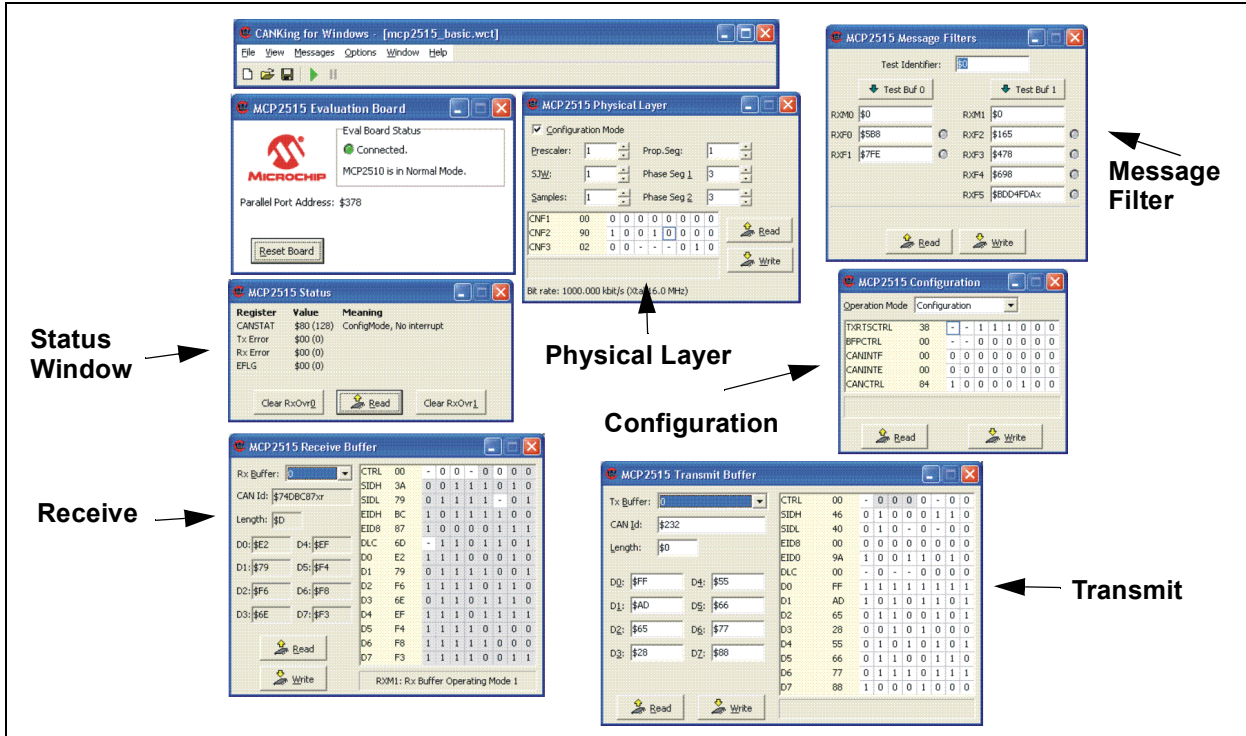 CANKing for Windows - [mcp2515_basic.wct]
File View Messages Options Window Help
MCP2515 Evaluation Board
MICROCHIP
Eval Board Status
Connected.
MCP2510 is in Normal Mode.
Parallel Port Address: $378
Reset Board
MCP2515 Physical Layer
Configuration Mode
Prescaler: 1 Prop.Seg: 1
SJW: 1 Phase Seg 1 3
Samples: 1 Phase Seg 2 3
CNF1 00 0 0 0 0 0 0 0 0
CNF2 90 1 0 0 1 0 0 0 0
CNF3 02 0 0 - - - 0 1 0
Read
Write
Bit rate: 1000.000 kbit/s (Xtal 16.0 MHz)
MCP2515 Message Filters
Test Identifier: $0
Test Buf 0 Test Buf 1
RXM0 $0 RXM1 $0
RXF0 $5B8 RXF2 $165
RXF1 $7FE RXF3 $478
RXF4 $698
RXF5 $BDD4FDAx
Read Write
Message
Filter
MCP2515 Status
Register Value Meaning
CANSTAT $80 (128) ConfigMode, No interrupt
Tx Error $00 (0)
Rx Error $00 (0)
EFLG $00 (0)
Clear RxOvr0 Read Clear RxOvr1
Status
Window
Physical Layer
MCP2515 Configuration
Operation Mode Configuration
TXRTSCTRL 38 - - 1 1 1 0 0 0
BFPCTRL 00 - - 0 0 0 0 0 0
CANINTF 00 0 0 0 0 0 0 0 0
CANINTE 00 0 0 0 0 0 0 0 0
CANCTRL 84 1 0 0 0 0 1 0 0
Read Write
Configuration
MCP2515 Receive Buffer
Rx Buffer: 0
CAN Id: $74DBC87xr
Length: $D
D0: $E2 D4: $EF
D1: $79 D5: $F4
D2: $F6 D6: $F8
D3: $6E D7: $F3
Read
Write
CTRL 00 - 0 0 - 0 0 0 0
SIDH 3A 0 0 1 1 1 0 1 0
SIDL 79 0 1 1 1 1 - 0 1
EIDH BC 1 0 1 1 1 1 0 0
EID8 87 1 0 0 0 0 1 1 1
DLC 6D - 1 1 0 1 1 0 1
D0 E2 1 1 1 0 0 0 1 0
D1 79 0 1 1 1 1 0 0 1
D2 F6 1 1 1 1 0 1 1 0
D3 6E 0 1 1 0 1 1 1 0
D4 EF 1 1 1 0 1 1 1 1
D5 F4 1 1 1 1 0 1 0 0
D6 F8 1 1 1 1 1 0 0 0
D7 F3 1 1 1 1 0 0 1 1
RXM1: Rx Buffer Operating Mode 1
Receive
MCP2515 Transmit Buffer
Tx Buffer: 0
CAN Id: $232
Length: $0
D0: $FF D4: $55
D1: $AD D5: $66
D2: $65 D6: $77
D3: $28 D7: $88
Read Write
CTRL 00 - 0 0 0 0 - 0 0
SIDH 46 0 1 0 0 0 1 1 0
SIDL 40 0 1 0 - 0 - 0 0
EID8 00 0 0 0 0 0 0 0 0
EID0 9A 1 0 0 1 1 0 1 0
DLC 00 - 0 - - 0 0 0 0
D0 FF 1 1 1 1 1 1 1 1
D1 AD 1 0 1 0 1 1 0 1
D2 65 0 1 1 0 0 1 0 1
D3 28 0 0 1 0 1 0 0 0
D4 55 0 1 0 1 0 1 0 1
D5 66 0 1 1 0 0 1 1 0
D6 77 0 1 1 1 0 1 1 1
D7 88 1 0 0 0 1 0 0 0
Transmit